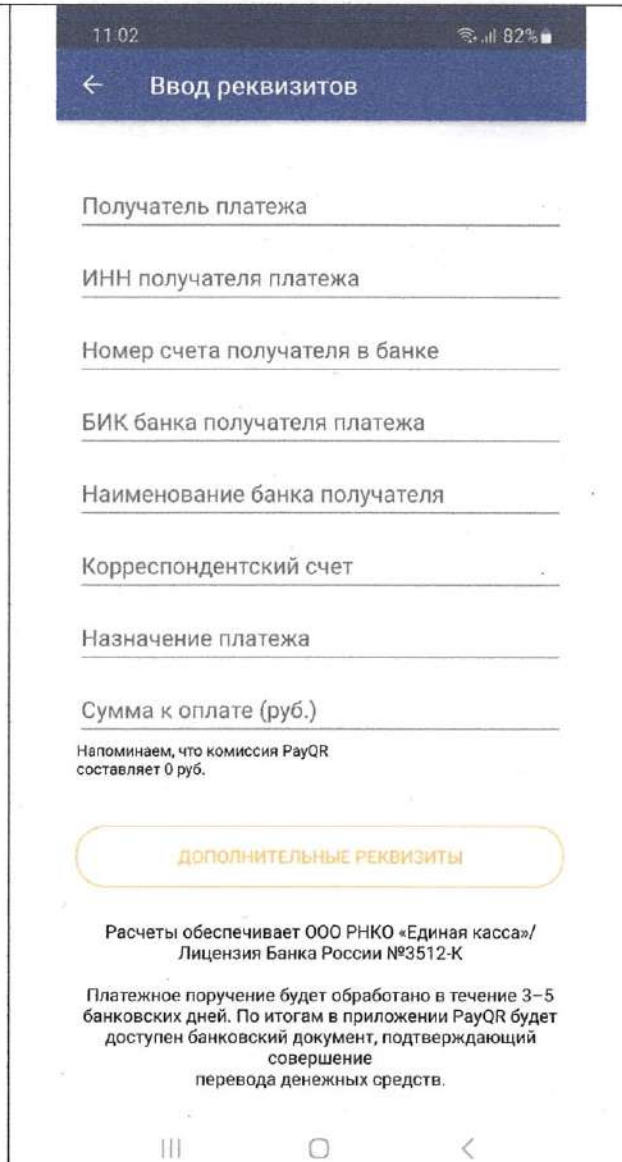 11:02
82%
Ввод реквизитов
Получатель платежа
ИНН получателя платежа
Номер счета получателя в банке
БИК банка получателя платежа
Наименование банка получателя
Корреспондентский счет
Назначение платежа
Сумма к оплате (руб.)
Напоминаем, что комиссия PayQR
составляет 0 руб.
ДОПОЛНИТЕЛЬНЫЕ РЕКВИЗИТЫ
Расчеты обеспечивает ООО РНКО «Единая касса»/
Лицензия Банка России №3512-К
Платежное поручение будет обработано в течение 3–5
банковских дней. По итогам в приложении PayQR будет
доступен банковский документ, подтверждающий
совершение
перевода денежных средств.